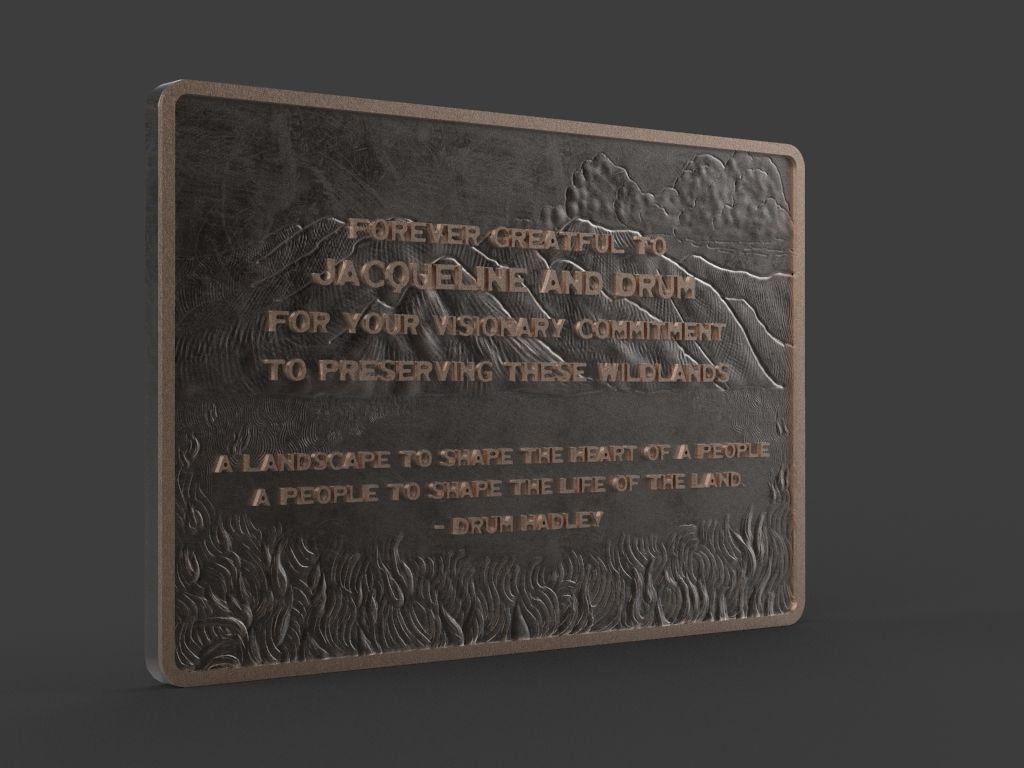 FOREVER GREATFUL TO
JACQUELINE AND DRUM
FOR YOUR VISIONARY COMMITMENT
TO PRESERVING THESE WILDLANDS
A LANDSCAPE TO SHAPE THE HEART OF A PEOPLE
A PEOPLE TO SHAPE THE LIFE OF THE LAND.
- DRUM HADLEY